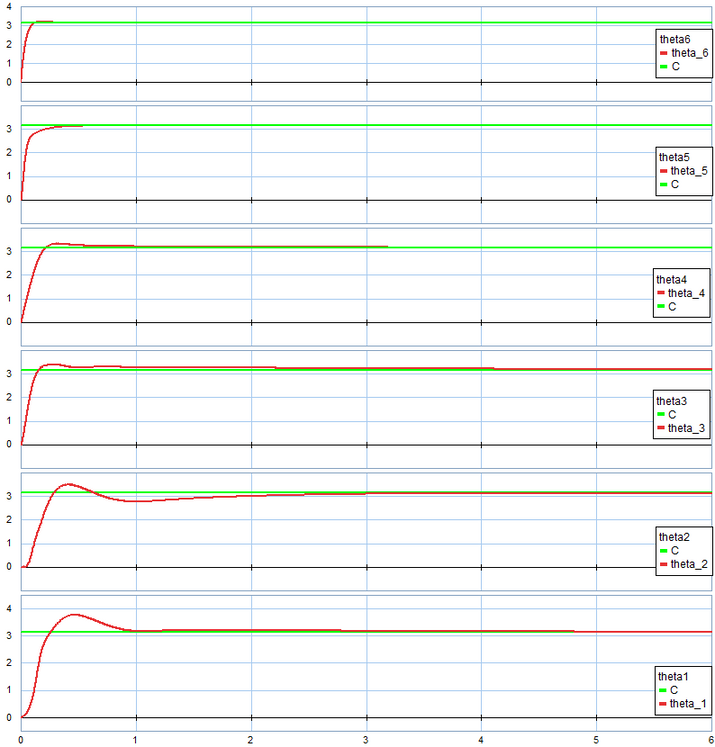 4
3
2
1
0
theta6
theta_6
C
3
2
1
0
theta5
theta_5
C
3
2
1
0
theta4
theta_4
C
3
2
1
0
theta3
C
theta_3
3
2
1
0
theta2
C
theta_2
4
3
2
1
0
theta1
C
theta_1
0 1 2 3 4 5 6